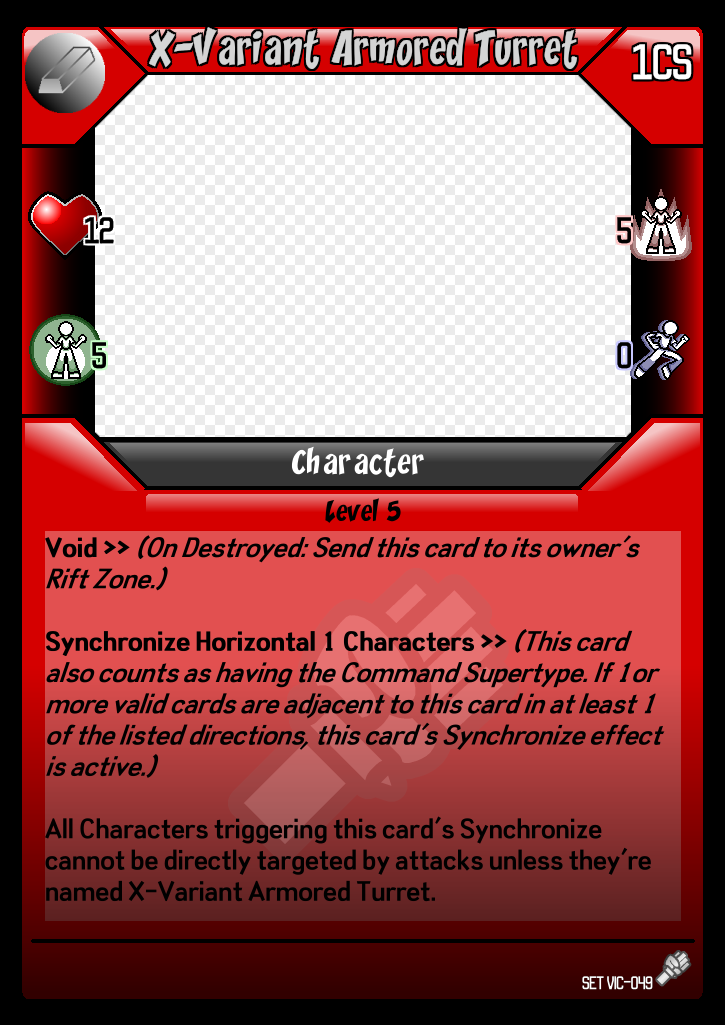 X-Variant Armored Turret
1CS
12
5
5
0
Character
Level 5
Void >> (On Destroyed: Send this card to its owner's
Rift Zone.)
Synchronize Horizontal 1 Characters >> (This card
also counts as having the Command Supertype. If 1 or
more valid cards are adjacent to this card in at least 1
of the listed directions, this card's Synchronize effect
is active.)
All Characters triggering this card's Synchronize
cannot be directly targeted by attacks unless they're
named X-Variant Armored Turret.
SET VIC-049